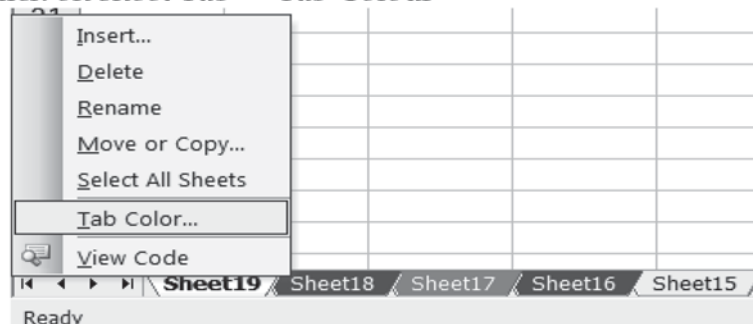 Insert...
Delete
Rename
Move or Copy...
Select All Sheets
Tab Color...
View Code
Sheet19 Sheet18 Sheet17 Sheet16 Sheet15
Ready